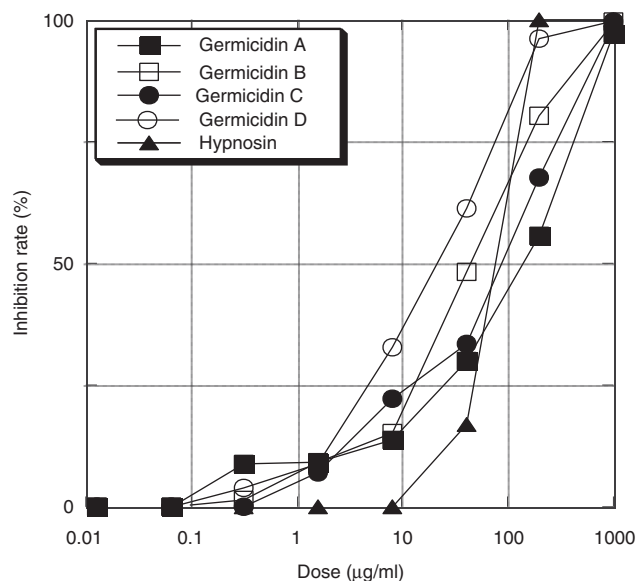 100
Germicidin A
Germicidin B
Germicidin C
Germicidin D
Hypnosin
Inhibition rate (%)
50
0
0.01 0.1 1 10 100 1000
Dose (μg/ml)